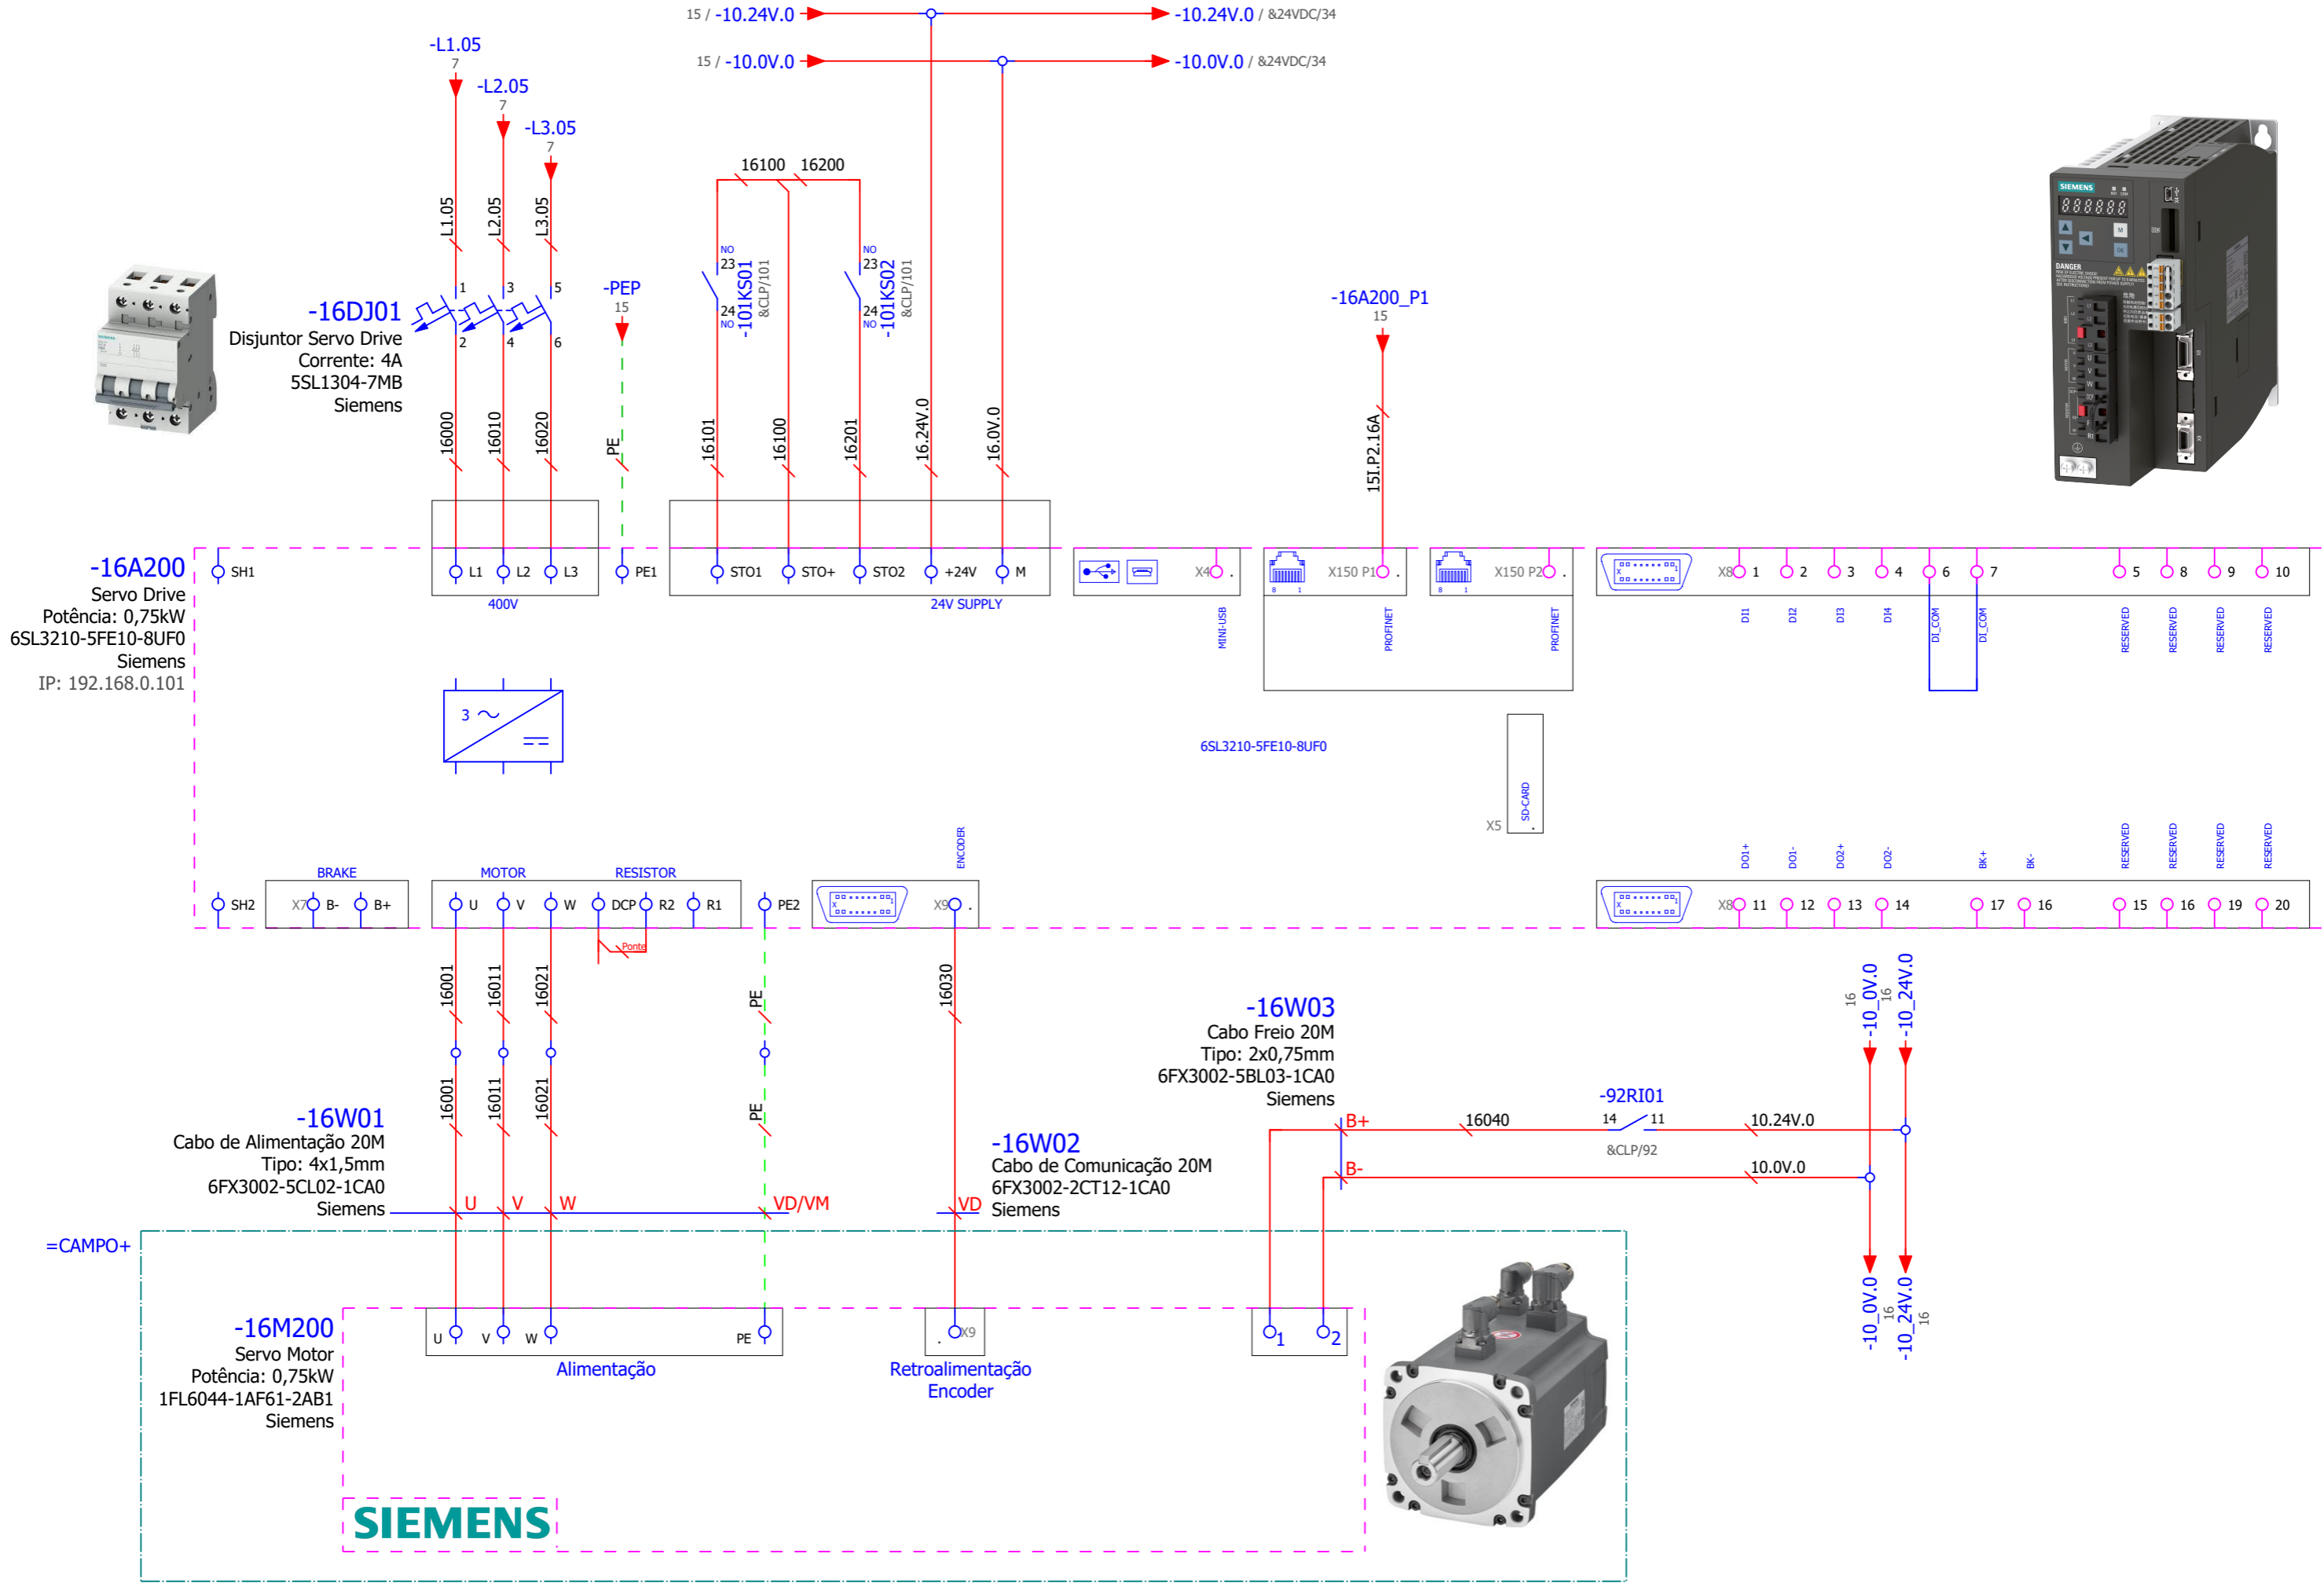 15 / -10.24V.0
-10.24V.0 / &24VDC/34
15 / -10.0V.0
-10.0V.0 / &24VDC/34
-L1.05
7
-L2.05
7
-L3.05
7
L1.05
L2.05
L3.05
16100
16200
NO
23
24
NO
-101KS01
&CLP/101
NO
23
24
NO
-101KS02
&CLP/101
-PEP
15
-16A200_P1
15
1
3
5
2
4
6
-16DJ01
Disjuntor Servo Drive
Corrente: 4A
5SL1304-7MB
Siemens
16000
16010
16020
PE
16101
16100
16201
16.24V.0
16.0V.0
15I.P2.16A
SIEMENS
DANGER
-16A200
Servo Drive
Potência: 0,75kW
6SL3210-5FE10-8UF0
Siemens
IP: 192.168.0.101
SH1
L1
L2
L3
400V
PE1
STO1
STO+
STO2
+24V
M
24V SUPPLY
X4
.
MINI-USB
8
1
X150 P1
.
PROFINET
8
1
X150 P2
.
PROFINET
X8
1
2
3
4
6
7
5
8
9
10
DI1
DI2
DI3
DI4
DI_COM
DI_COM
RESERVED
RESERVED
RESERVED
RESERVED
3
6SL3210-5FE10-8UF0
SD-CARD
X5
.
SH2
BRAKE
X7
B-
B+
MOTOR
RESISTOR
U
V
W
DCP
R2
R1
Ponte
PE2
ENCODER
X9
.
DO1+
DO1-
DO2+
DO2-
BK+
BK-
RESERVED
RESERVED
RESERVED
RESERVED
X8
11
12
13
14
17
16
15
16
19
20
16001
16011
16021
PE
16030
16001
16011
16021
PE
-16W01
Cabo de Alimentação 20M
Tipo: 4x1,5mm
6FX3002-5CL02-1CA0
Siemens
U
V
W
VD/VM
VD
-16W02
Cabo de Comunicação 20M
6FX3002-2CT12-1CA0
Siemens
-16W03
Cabo Freio 20M
Tipo: 2x0,75mm
6FX3002-5BL03-1CA0
Siemens
B+
16040
-92RI01
14
11
&CLP/92
10.24V.0
B-
10.0V.0
-10_0V.0
16
-10_24V.0
16
-10_0V.0
16
-10_24V.0
16
=CAMPO+
-16M200
Servo Motor
Potência: 0,75kW
1FL6044-1AF61-2AB1
Siemens
U
V
W
PE
Alimentação
.
X9
Retroalimentação
Encoder
1
2
SIEMENS